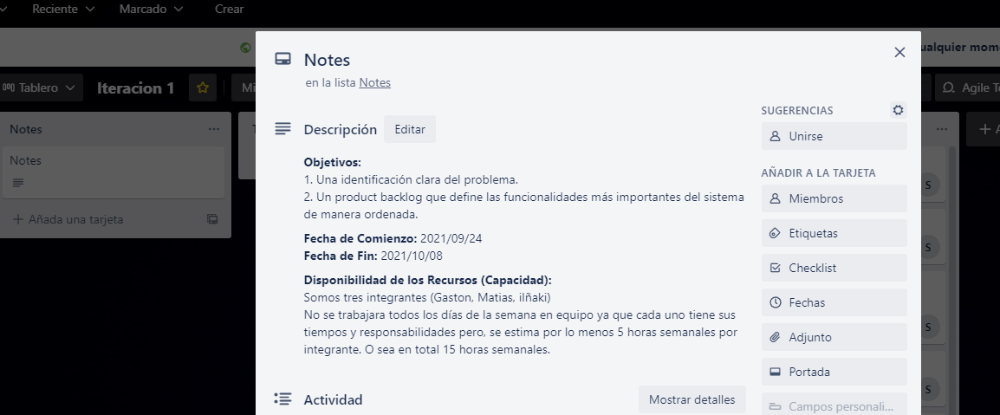 Reciente
Marcado
Crear
ualquier mom
Tablero
Iteracion 1
Mi
Agile Te
Notes
Notes
Añada una tarjeta
Notes
en la lista Notes
Descripción
Editar
Objetivos:
1. Una identificación clara del problema.
2. Un product backlog que define las funcionalidades más importantes del sistema
de manera ordenada.
Fecha de Comienzo: 2021/09/24
Fecha de Fin: 2021/10/08
Disponibilidad de los Recursos (Capacidad):
Somos tres integrantes (Gaston, Matias, ilñaki)
No se trabajara todos los días de la semana en equipo ya que cada uno tiene sus
tiempos y responsabilidades pero, se estima por lo menos 5 horas semanales por
integrante. O sea en total 15 horas semanales.
Actividad
Mostrar detalles
SUGERENCIAS
Unirse
AÑADIR A LA TARJETA
Miembros
Etiquetas
Checklist
Fechas
Adjunto
Portada
Campos personali...
S
S
S
S